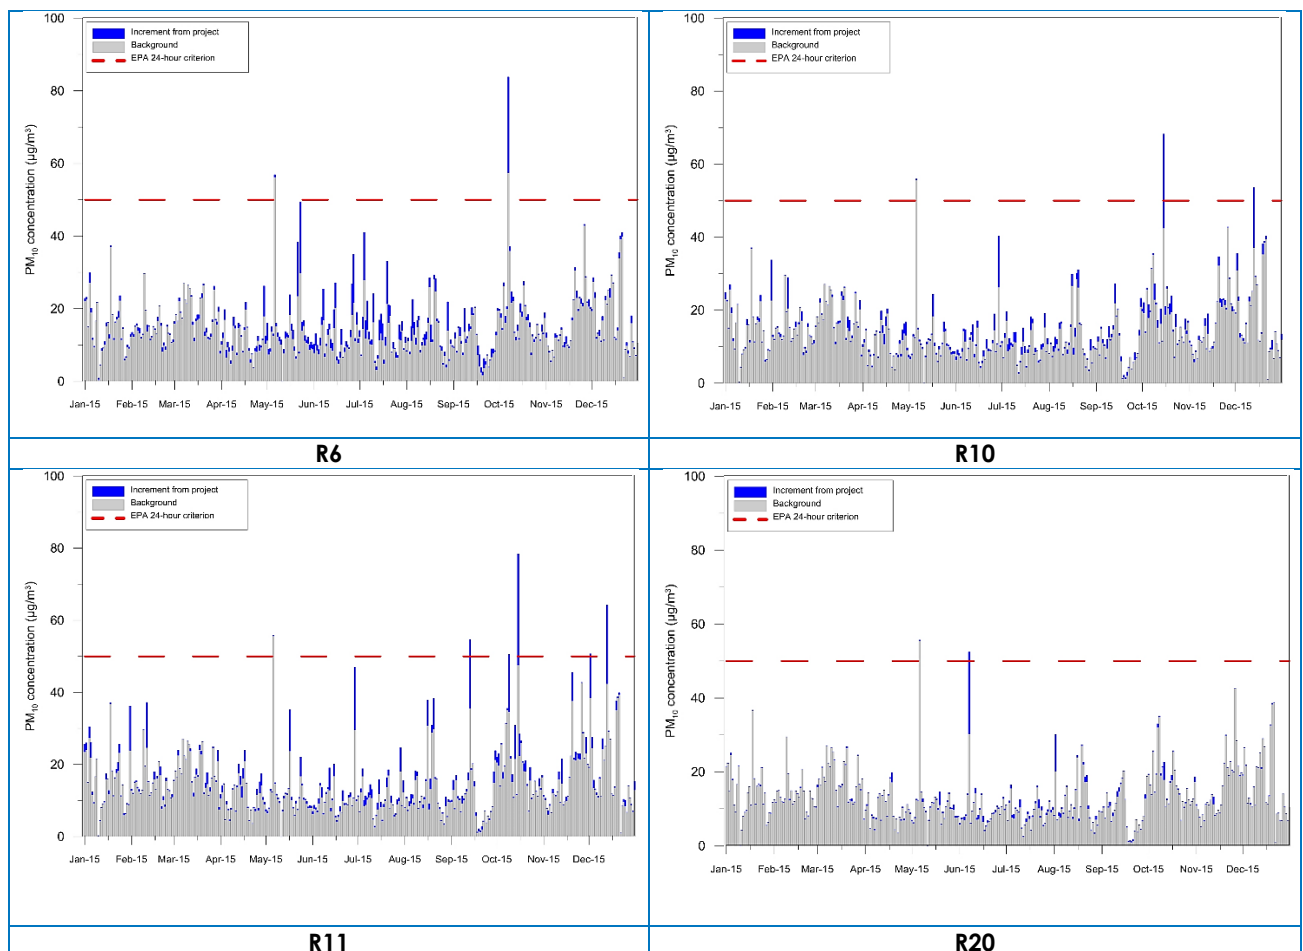 100
80
60
40
20
0
PM10 concentration (µg/m³)
Increment from project
Background
EPA 24-hour criterion
Jan-15 Feb-15 Mar-15 Apr-15 May-15 Jun-15 Jul-15 Aug-15 Sep-15 Oct-15 Nov-15 Dec-15
R6
100
80
60
40
20
0
PM10 concentration (µg/m³)
Increment from project
Background
EPA 24-hour criterion
Jan-15 Feb-15 Mar-15 Apr-15 May-15 Jun-15 Jul-15 Aug-15 Sep-15 Oct-15 Nov-15 Dec-15
R10
100
80
60
40
20
0
PM10 concentration (µg/m³)
Increment from project
Background
EPA 24-hour criterion
Jan-15 Feb-15 Mar-15 Apr-15 May-15 Jun-15 Jul-15 Aug-15 Sep-15 Oct-15 Nov-15 Dec-15
R11
100
80
60
40
20
0
PM10 concentration (µg/m³)
Increment from project
Background
EPA 24-hour criterion
Jan-15 Feb-15 Mar-15 Apr-15 May-15 Jun-15 Jul-15 Aug-15 Sep-15 Oct-15 Nov-15 Dec-15
R20